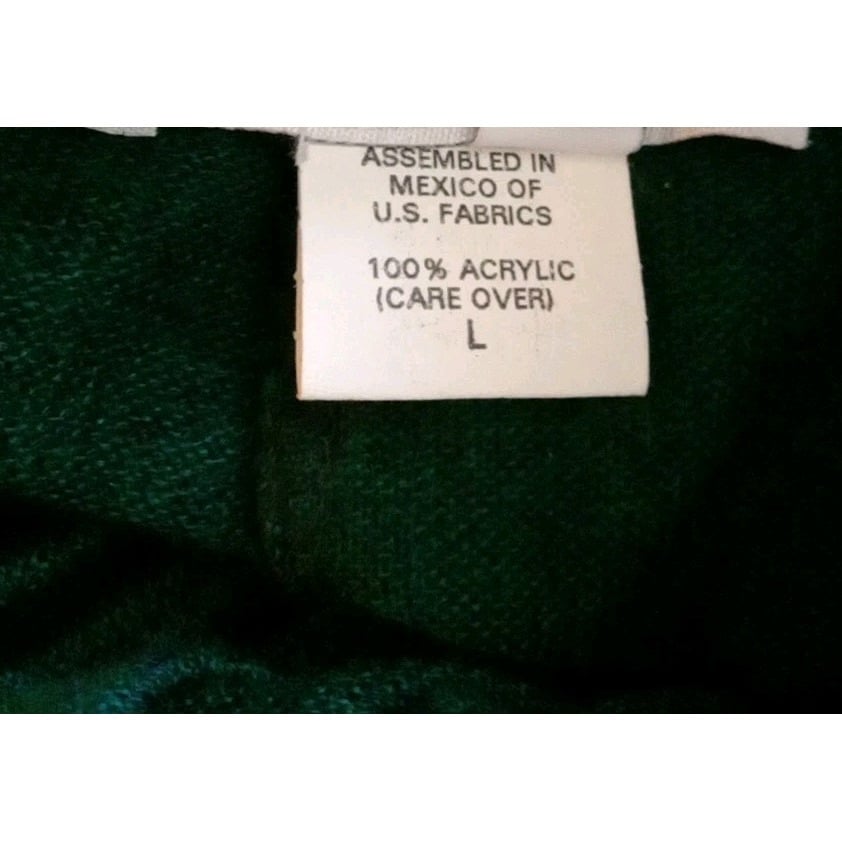 ASSEMBLED IN
MEXICO OF
U.S. FABRICS
100% ACRYLIC
(CARE OVER)
L